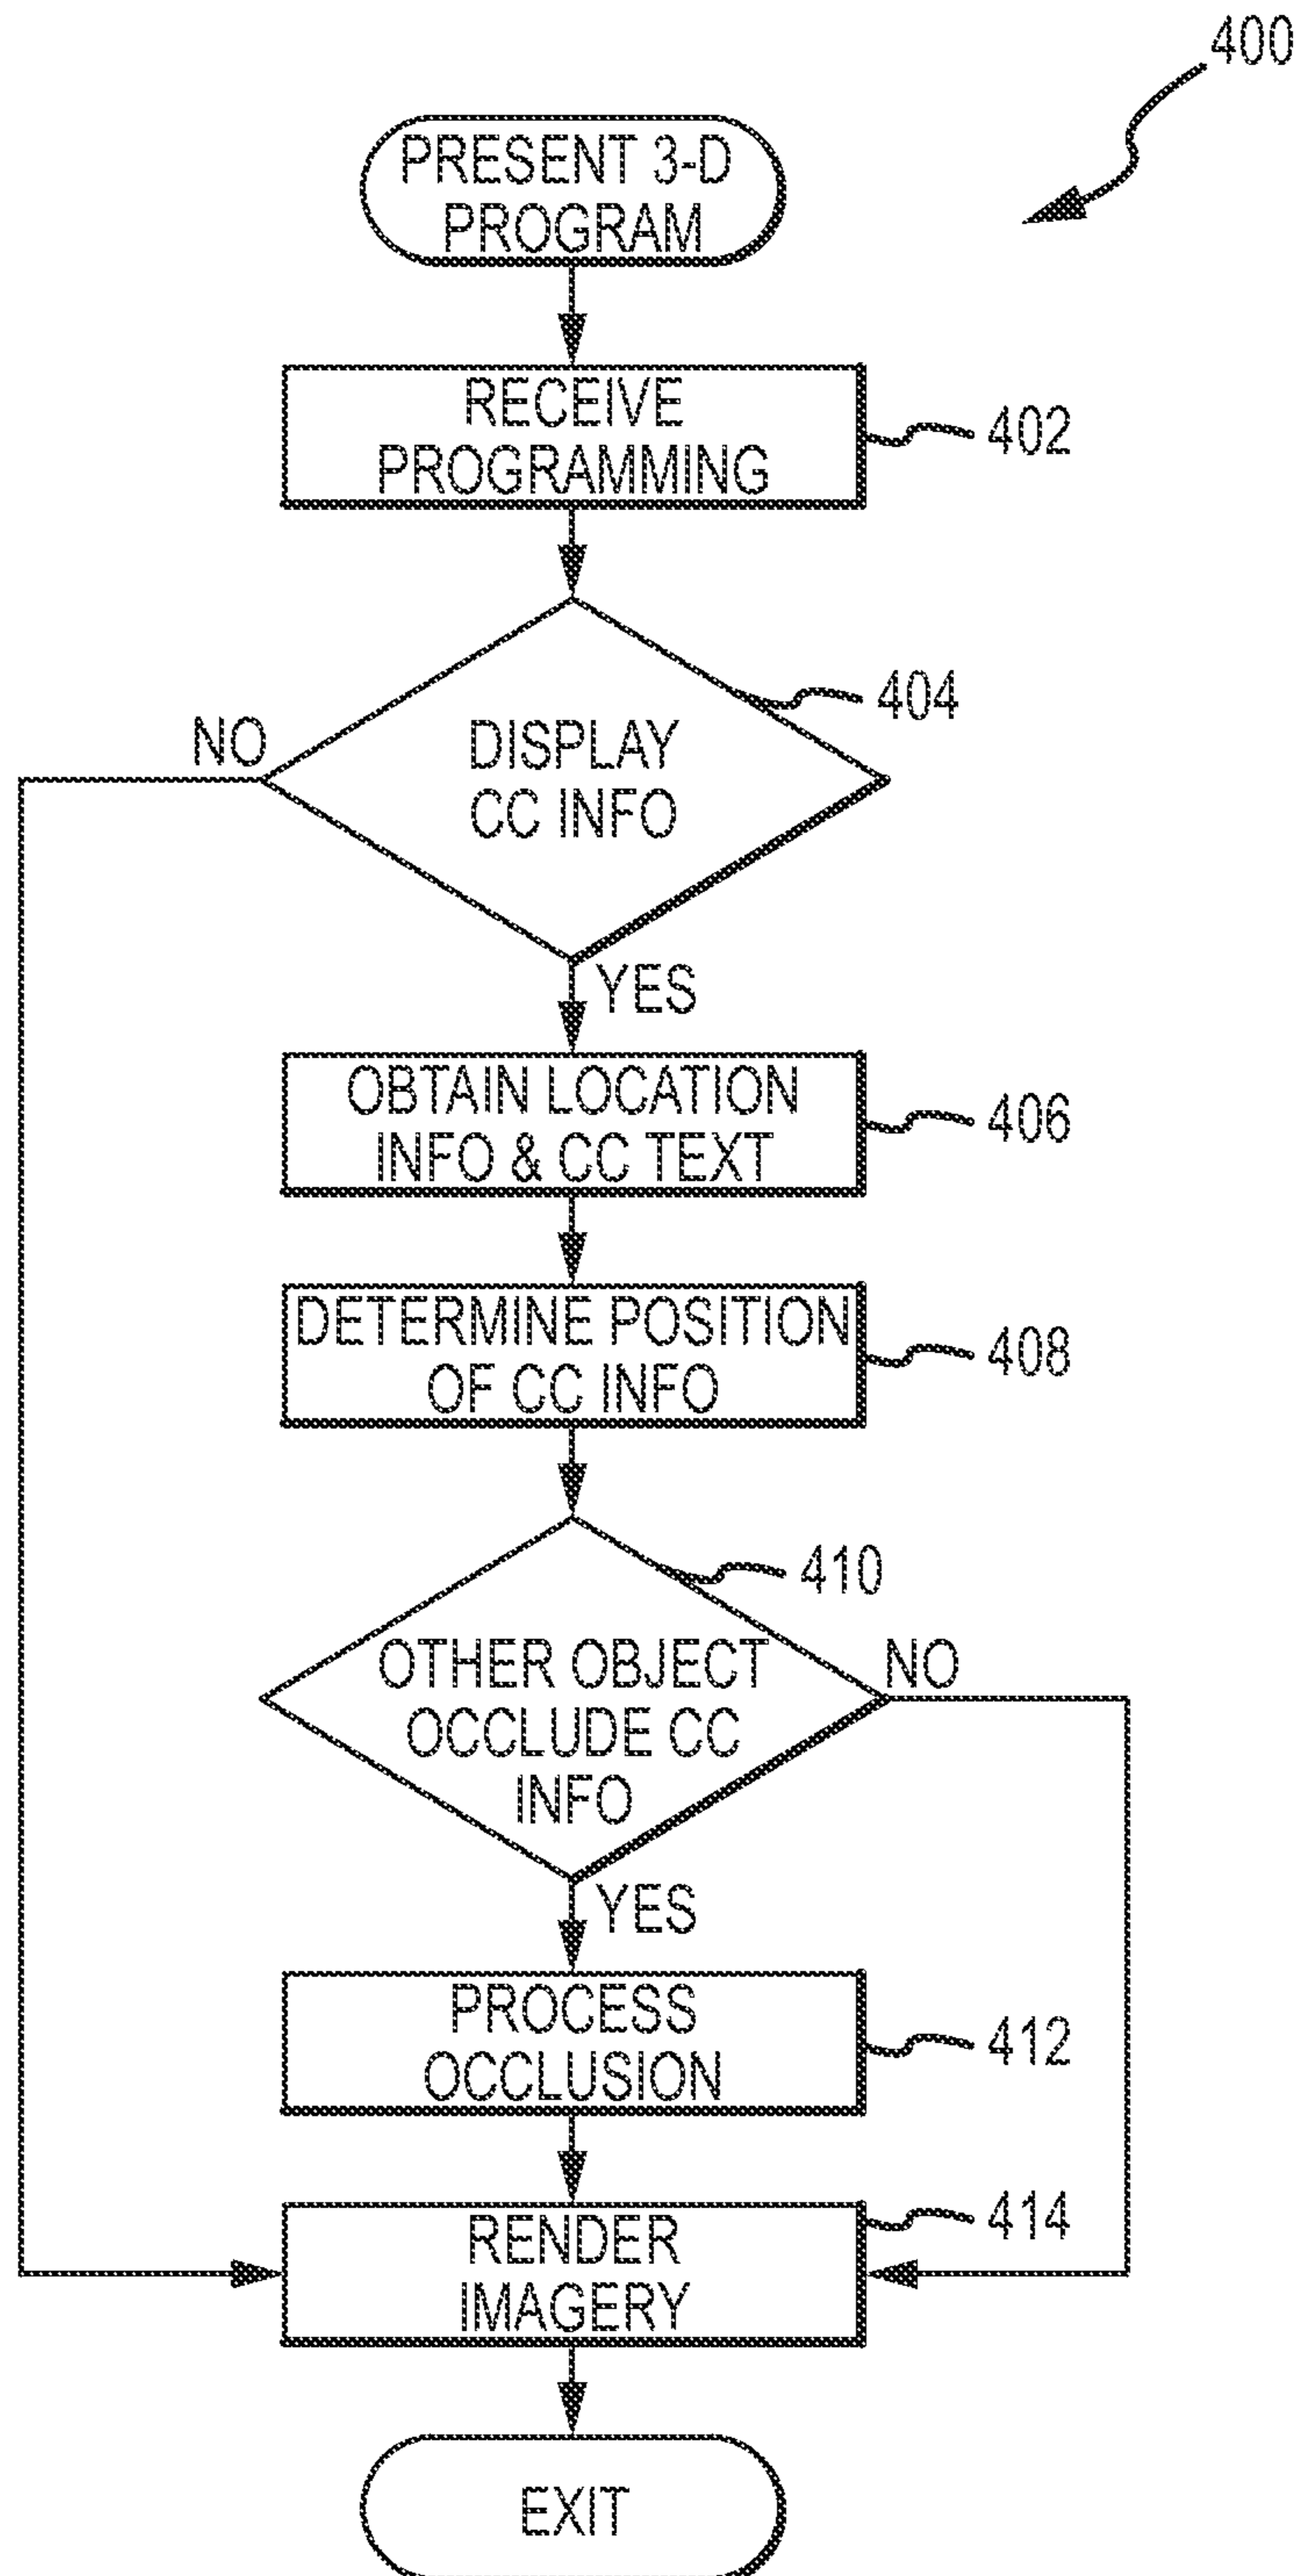 400
PRESENT 3-D
PROGRAM
RECEIVE
PROGRAMMING
402
404
NO
DISPLAY
CC INFO
YES
OBTAIN LOCATION
INFO & CC TEXT
406
DETERMINE POSITION
OF CC INFO
408
410
OTHER OBJECT
OCCLUDE CC
INFO
NO
YES
PROCESS
OCCLUSION
412
414
RENDER
IMAGERY
EXIT